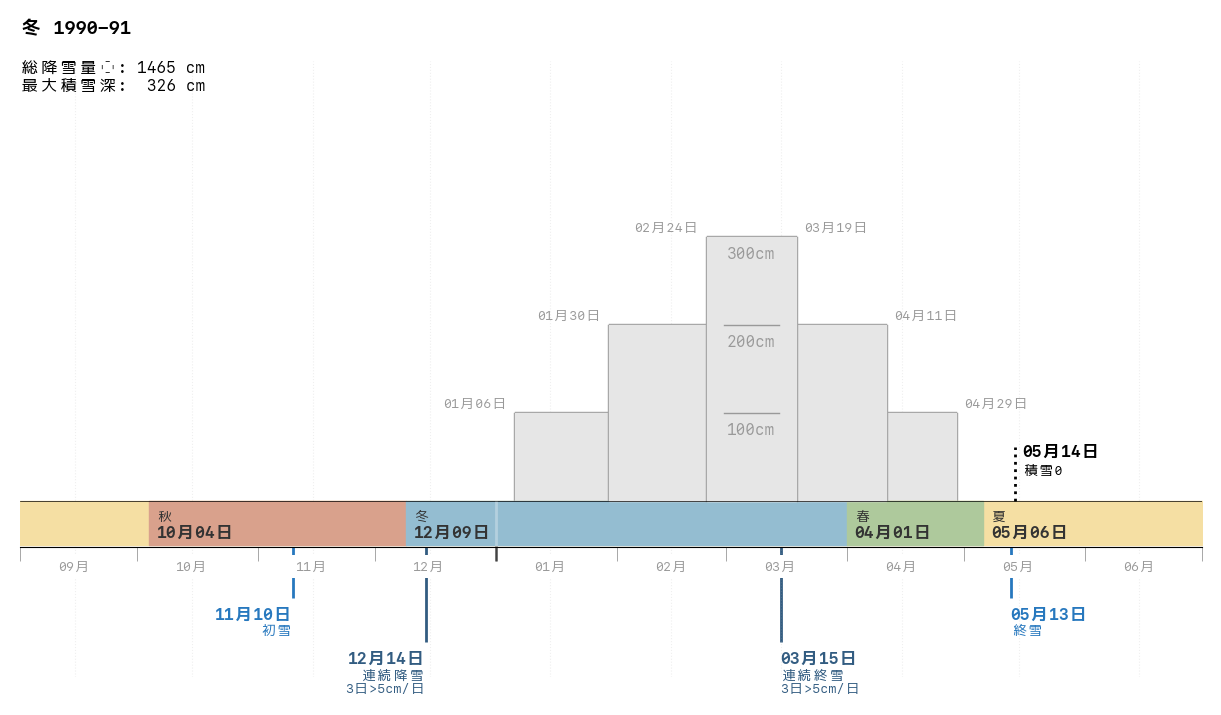 冬 1990–91
総降雪量: 1465 cm
最大積雪深: 326 cm
02月24日
03月19日
300cm
01月30日
04月11日
200cm
01月06日
04月29日
100cm
05月14日
積雪0
秋
10月04日
冬
12月09日
春
04月01日
夏
05月06日
09月
10月
11月
12月
01月
02月
03月
04月
05月
06月
11月10日
初雪
05月13日
終雪
12月14日
連続降雪
3日>5cm/日
03月15日
連続終雪
3日>5cm/日